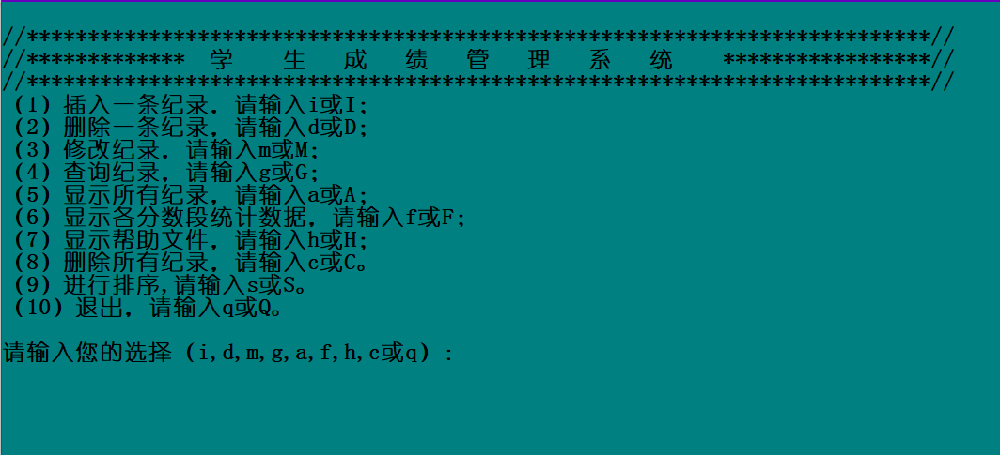 //**************************************************************************//
//************* 学 生 成 绩 管 理 系 统 *****************//
//**************************************************************************//
(1) 插入一条纪录，请输入i或I;
(2) 删除一条纪录，请输入d或D;
(3) 修改纪录，请输入m或M;
(4) 查询纪录，请输入g或G;
(5) 显示所有纪录，请输入a或A;
(6) 显示各分数段统计数据，请输入f或F;
(7) 显示帮助文件，请输入h或H;
(8) 删除所有纪录，请输入c或C。
(9) 进行排序,请输入s或S。
(10) 退出，请输入q或Q。
请输入您的选择 (i,d,m,g,a,f,h,c或q) :